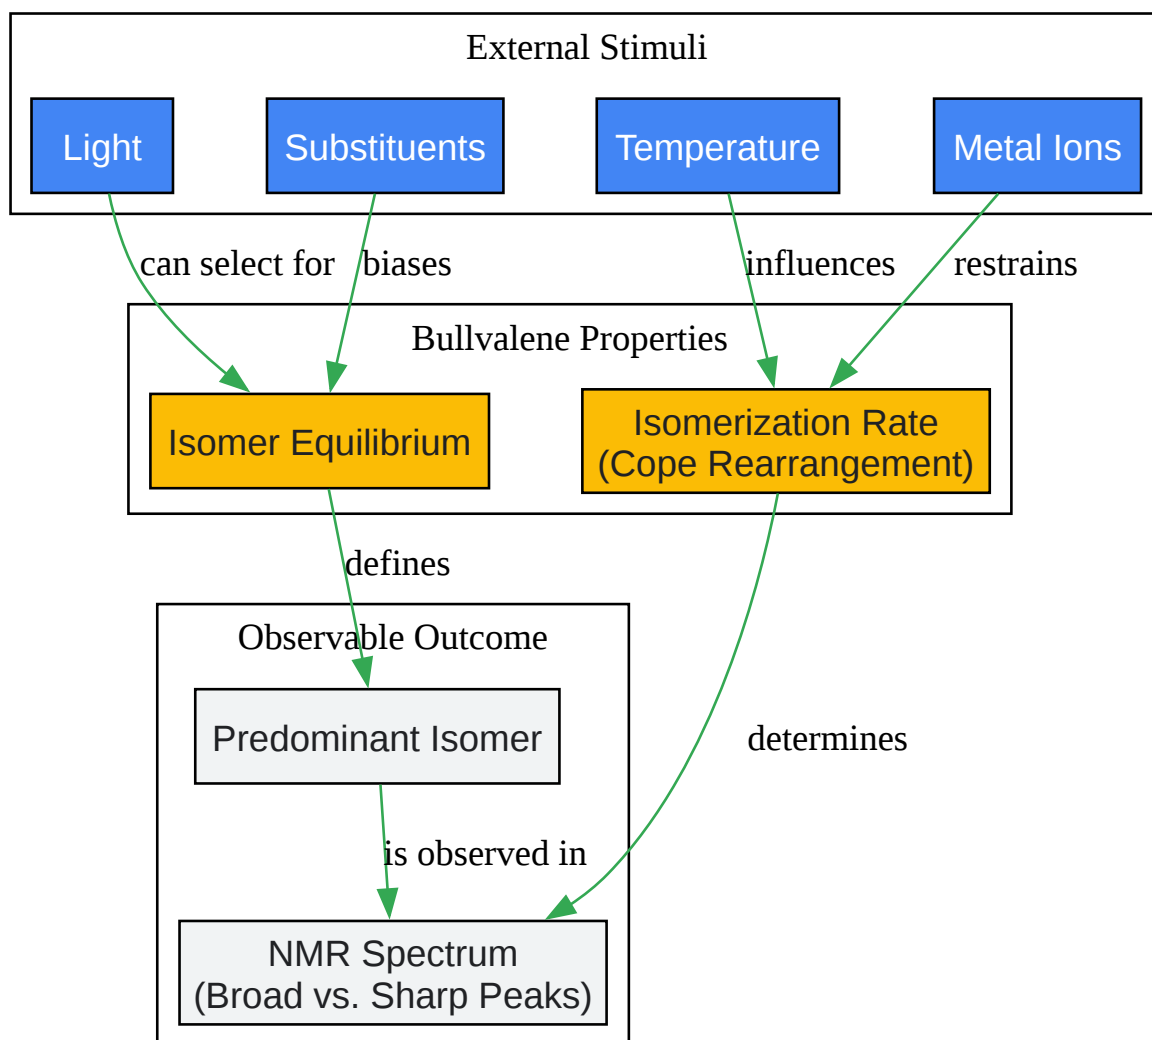 External Stimuli
Light
Substituents
Temperature
Metal Ions
can select for
biases
influences
restrains
Bullvalene Properties
Isomer Equilibrium
Isomerization Rate
(Cope Rearrangement)
defines
Observable Outcome
Predominant Isomer
determines
is observed in
NMR Spectrum
(Broad vs. Sharp Peaks)